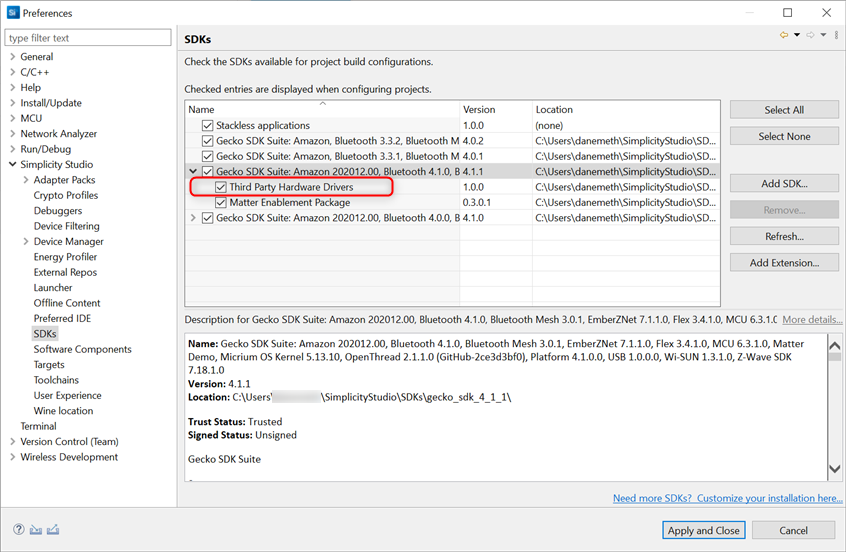 Si Preferences
type filter text
General
C/C++
Help
Install/Update
MCU
Network Analyzer
Run/Debug
Simplicity Studio
Adapter Packs
Crypto Profiles
Debuggers
Device Filtering
Device Manager
Energy Profiler
External Repos
Launcher
Offline Content
Preferred IDE
SDKs
Software Components
Targets
Toolchains
User Experience
Wine location
Terminal
Version Control (Team)
Wireless Development
SDKs
Check the SDKs available for project build configurations.
Checked entries are displayed when configuring projects.
Name Version Location
Stackless applications 1.0.0 (none)
Gecko SDK Suite: Amazon, Bluetooth 3.3.2, Bluetooth M 4.0.2 C:\Users\danemeth\SimplicityStudio\SD...
Gecko SDK Suite: Amazon, Bluetooth 3.3.1, Bluetooth M 4.0.1 C:\Users\danemeth\SimplicityStudio\SD...
Gecko SDK Suite: Amazon 202012.00, Bluetooth 4.1.0, B 4.1.1 C:\Users\danemeth\SimplicityStudio\SD...
Third Party Hardware Drivers 1.0.0 C:\Users\danemeth\SimplicityStudio\SD...
Matter Enablement Package 0.3.0.1 C:\Users\danemeth\SimplicityStudio\SD...
Gecko SDK Suite: Amazon 202012.00, Bluetooth 4.0.0, B 4.1.0 C:\Users\danemeth\SimplicityStudio\SD...
Select All
Select None
Add SDK...
Remove...
Refresh...
Add Extension...
Description for Gecko SDK Suite: Amazon 202012.00, Bluetooth 4.1.0, Bluetooth Mesh 3.0.1, EmberZNet 7.1.1.0, Flex 3.4.1.0, MCU 6.3.1.0 More details...
Name: Gecko SDK Suite: Amazon 202012.00, Bluetooth 4.1.0, Bluetooth Mesh 3.0.1, EmberZNet 7.1.1.0, Flex 3.4.1.0, MCU 6.3.1.0, Matter
Demo, Micrium OS Kernel 5.13.10, OpenThread 2.1.1.0 (GitHub-2ce3d3bf0), Platform 4.1.0.0, USB 1.0.0.0, Wi-SUN 1.3.1.0, Z-Wave SDK
7.18.1.0
Version: 4.1.1
Location: C:\Users\ \SimplicityStudio\SDKs\gecko_sdk_4_1_1\
Trust Status: Trusted
Signed Status: Unsigned
Gecko SDK Suite
Need more SDKs? Customize your installation here...
Apply and Close
Cancel